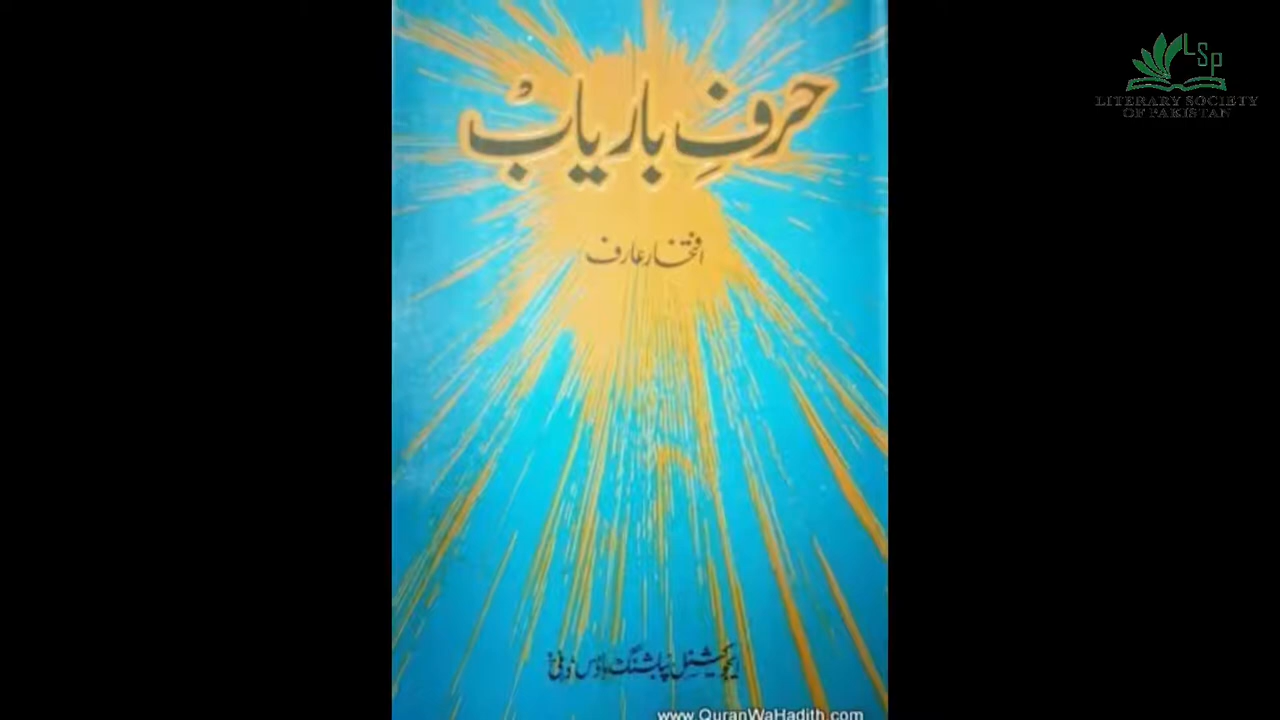 حرفِ باریابْ
افتخار عارف
ایجوکیشنل پبلشنگ ہاؤس دہلی
www.QuranWaHadith.com
LSP
LITERARY SOCIETY
OF PAKISTAN